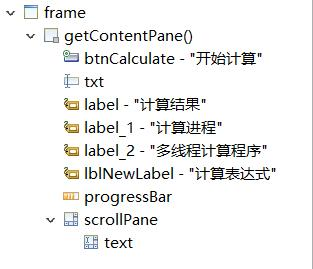 frame
getContentPane()
btnCalculate - "开始计算"
txt
label - "计算结果"
label_1 - "计算进程"
label_2 - "多线程计算程序"
lblNewLabel - "计算表达式"
progressBar
scrollPane
text